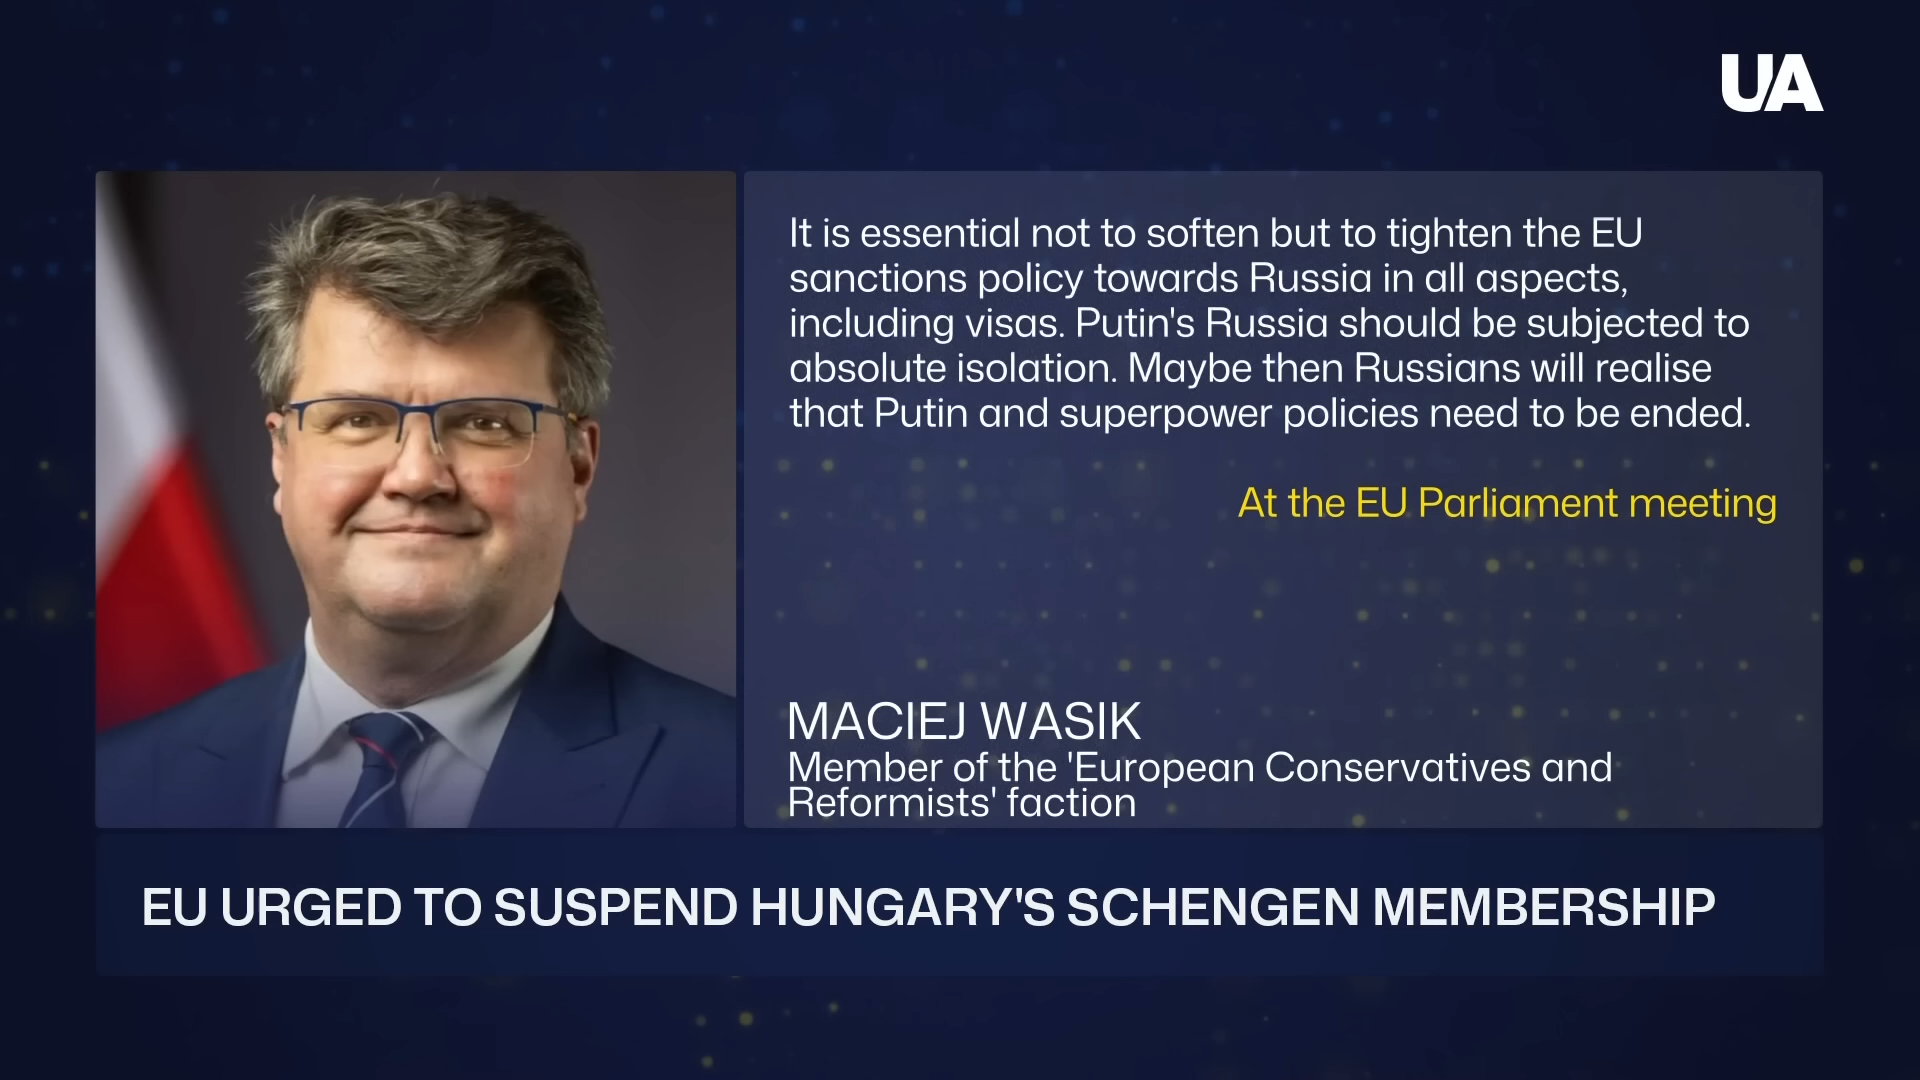 UA
It is essential not to soften but to tighten the EU
sanctions policy towards Russia in all aspects,
including visas. Putin's Russia should be subjected to
absolute isolation. Maybe then Russians will realise
that Putin and superpower policies need to be ended.
At the EU Parliament meeting
MACIEJ WASIK
Member of the 'European Conservatives and
Reformists' faction
EU URGED TO SUSPEND HUNGARY'S SCHENGEN MEMBERSHIP